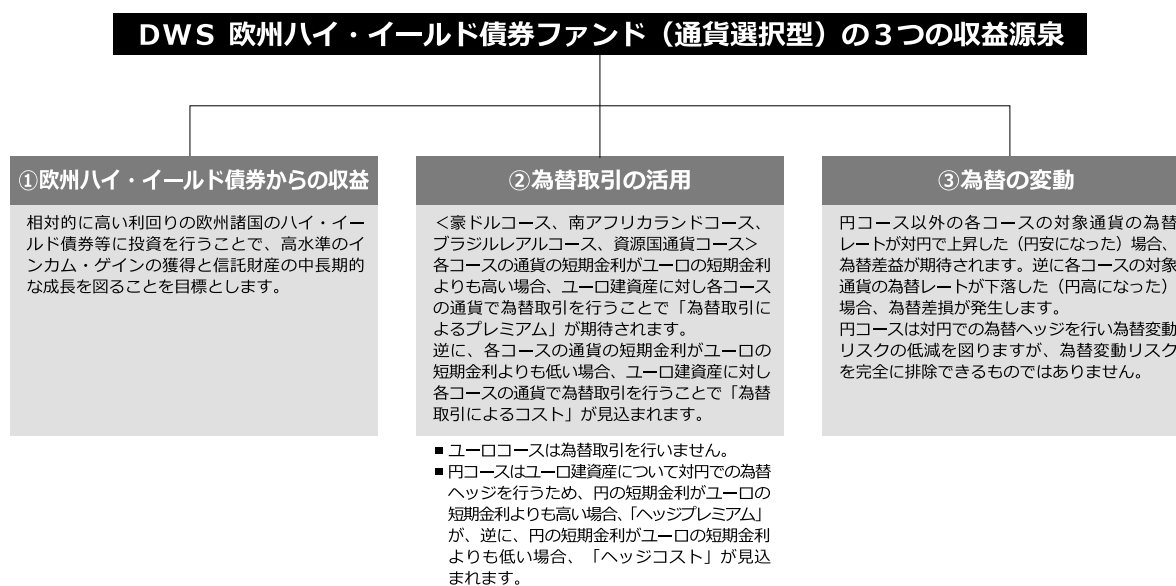 DWS 欧州ハイ・イールド債券ファンド（通貨選択型）の３つの収益源泉
①欧州ハイ・イールド債券からの収益
相対的に高い利回りの欧州諸国のハイ・イー
ルド債券等に投資を行うことで、高水準のイ
ンカム・ゲインの獲得と信託財産の中長期的
な成長を図ることを目標とします。
②為替取引の活用
＜豪ドルコース、南アフリカランドコース、
ブラジルレアルコース、資源国通貨コース＞
各コースの通貨の短期金利がユーロの短期金利
よりも高い場合、ユーロ建資産に対し各コース
の通貨で為替取引を行うことで「為替取引に
よるプレミアム」が期待されます。
逆に、各コースの通貨の短期金利がユーロの
短期金利よりも低い場合、ユーロ建資産に対し
各コースの通貨で為替取引を行うことで「為替
取引によるコスト」が見込まれます。
■ ユーロコースは為替取引を行いません。
■ 円コースはユーロ建資産について対円での為替
ヘッジを行うため、円の短期金利がユーロの
短期金利よりも高い場合、「ヘッジプレミアム」
が、逆に、円の短期金利がユーロの短期金利
よりも低い場合、「ヘッジコスト」が見込
まれます。
③為替の変動
円コース以外の各コースの対象通貨の為替
レートが対円で上昇した（円安になった）場合、
為替差益が期待されます。逆に各コースの対象
通貨の為替レートが下落した（円高になった）
場合、為替差損が発生します。
円コースは対円での為替ヘッジを行い為替変動
リスクの低減を図りますが、為替変動リスク
を完全に排除できるものではありません。